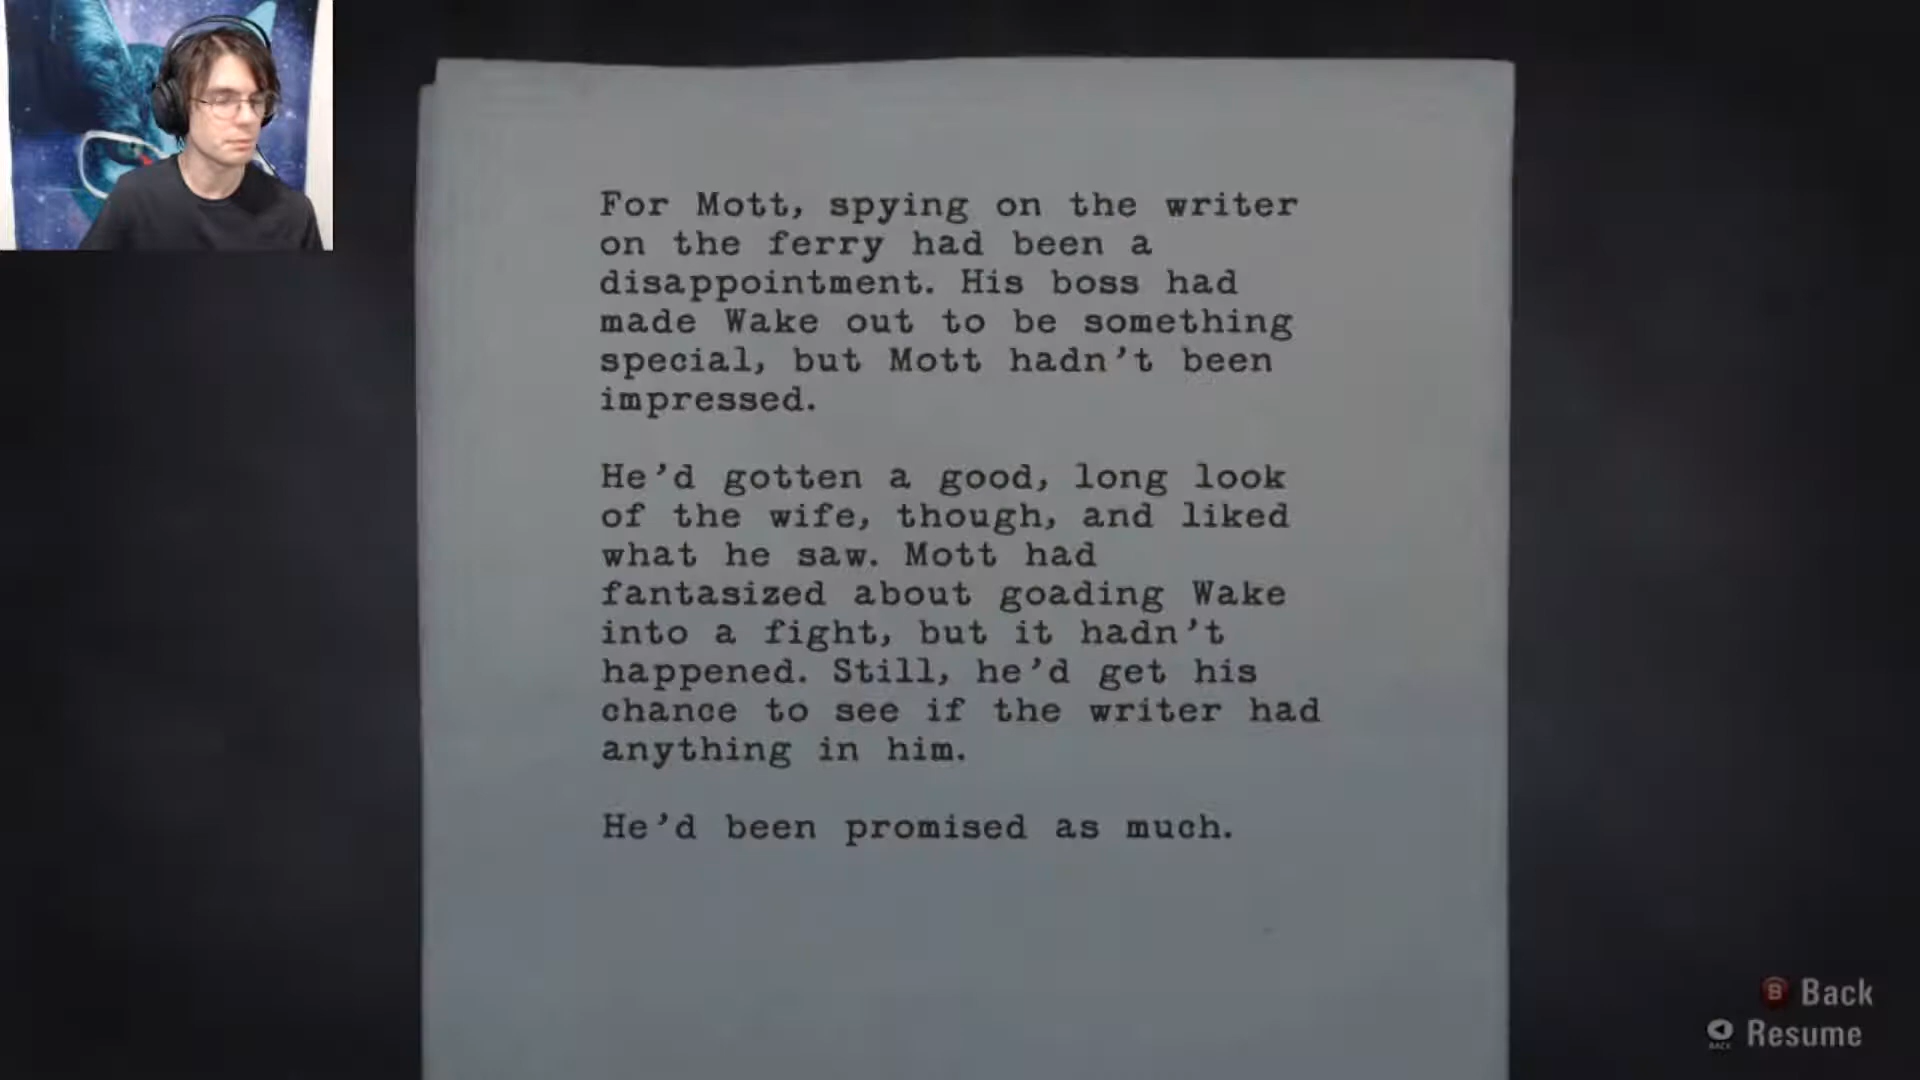 For Mott, spying on the writer
on the ferry had been a
disappointment. His boss had
made Wake out to be something
special, but Mott hadn't been
impressed.
He'd gotten a good, long look
of the wife, though, and liked
what he saw. Mott had
fantasized about goading Wake
into a fight, but it hadn't
happened. Still, he'd get his
chance to see if the writer had
anything in him.
He'd been promised as much.
B Back
BACK Resume